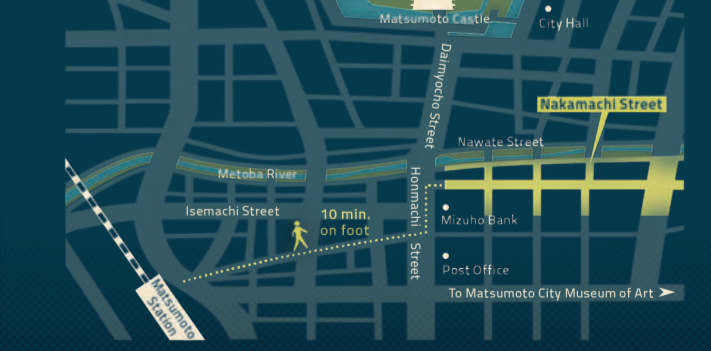 Matsumoto Castle
City Hall
Daimyocho Street
Nakamachi Street
Nawate Street
Metoba River
Honmachi Street
Isemachi Street
10 min.
on foot
Mizuho Bank
Post Office
Matsumoto
Station
To Matsumoto City Museum of Art